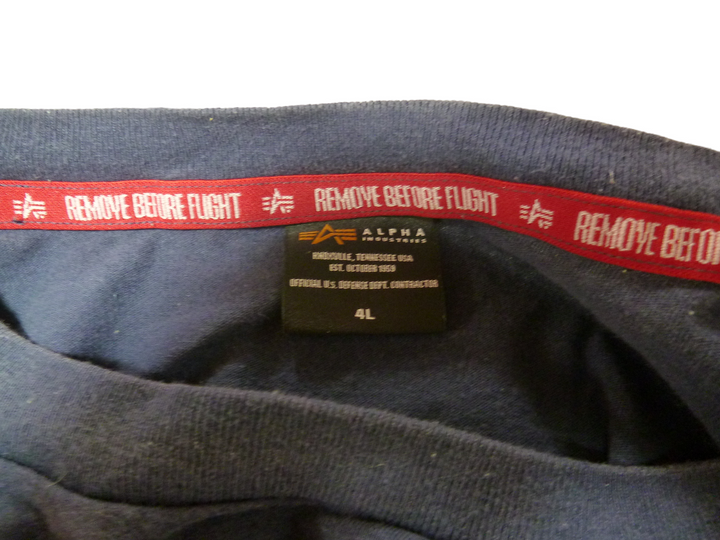 REMOVE BEFORE FLIGHT REMOVE BEFORE FLIGHT REMOVE BEFO
ALPHA
INDUSTRIES
KNOXVILLE, TENNESSEE USA
EST. OCTOBER 1959
OFFICIAL U.S. DEFENSE DEPT. CONTRACTOR
4L